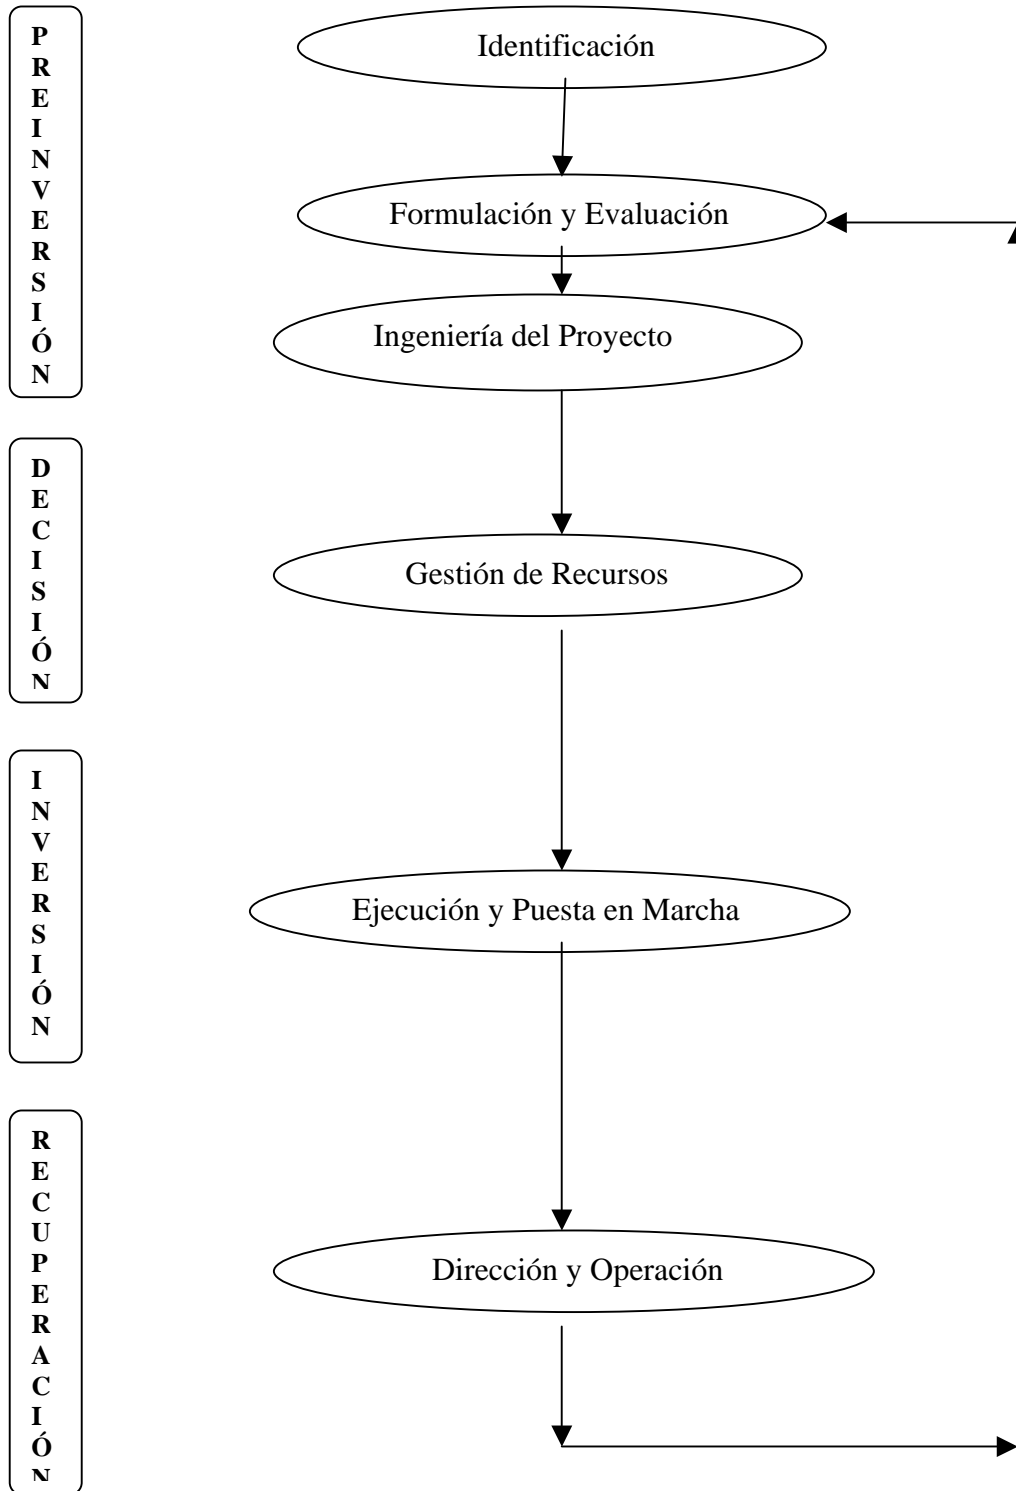 PREINVERSIÓN
Identificación
Formulación y Evaluación
Ingeniería del Proyecto
DECISIÓN
Gestión de Recursos
INVERSIÓN
Ejecución y Puesta en Marcha
RECUPERACIÓN
Dirección y Operación